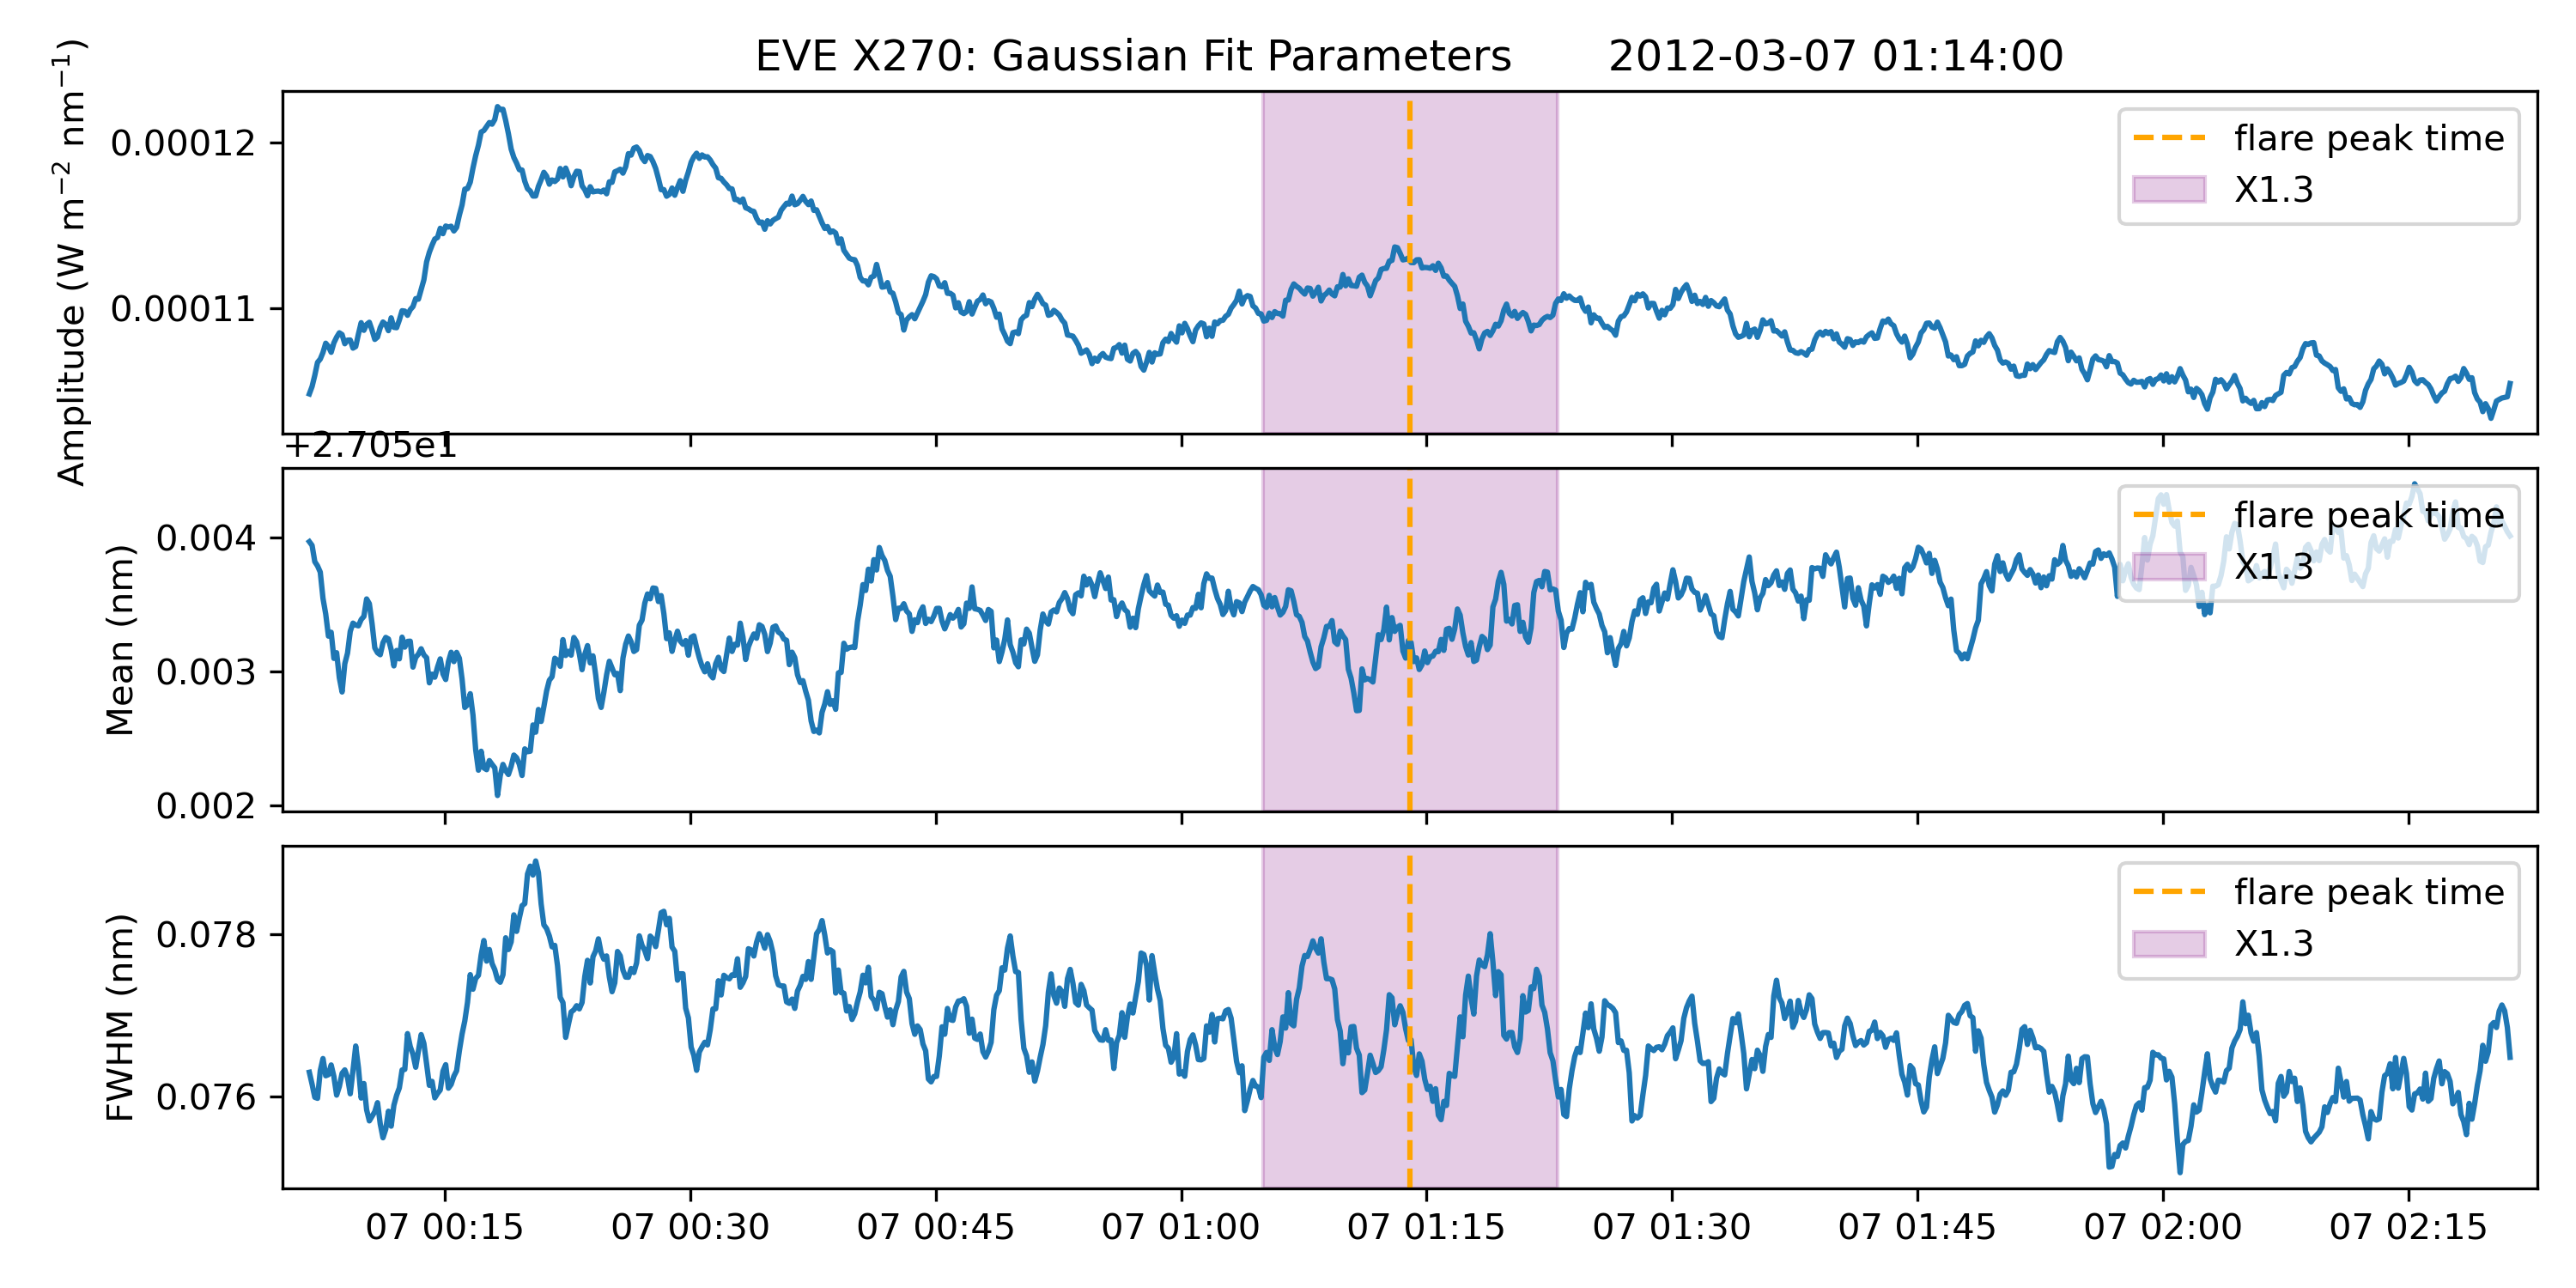 EVE X270: Gaussian Fit Parameters 2012-03-07 01:14:00
Amplitude (W m⁻² nm⁻¹)
0.00012
0.00011
flare peak time
X1.3
+2.705e1
Mean (nm)
0.004
0.003
0.002
flare peak time
X1.3
FWHM (nm)
0.078
0.076
flare peak time
X1.3
07 00:15 07 00:30 07 00:45 07 01:00 07 01:15 07 01:30 07 01:45 07 02:00 07 02:15